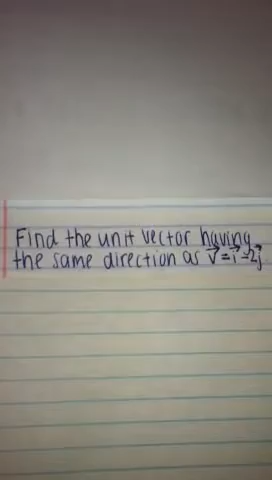 Find the unit vector having
the same direction as v⃗ = i⃗ - 2j⃗